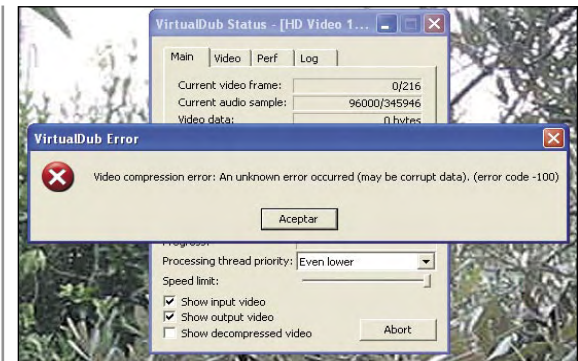 VirtualDub Status - [HD Video 1...
Main Video Perf Log
Current video frame: 0/216
Current audio sample: 96000/345946
Video data: 0 bytes
VirtualDub Error
Video compression error: An unknown error occurred (may be corrupt data). (error code -100)
Aceptar
Progress:
Processing thread priority: Even lower
Speed limit:
Show input video
Show output video
Show decompressed video
Abort